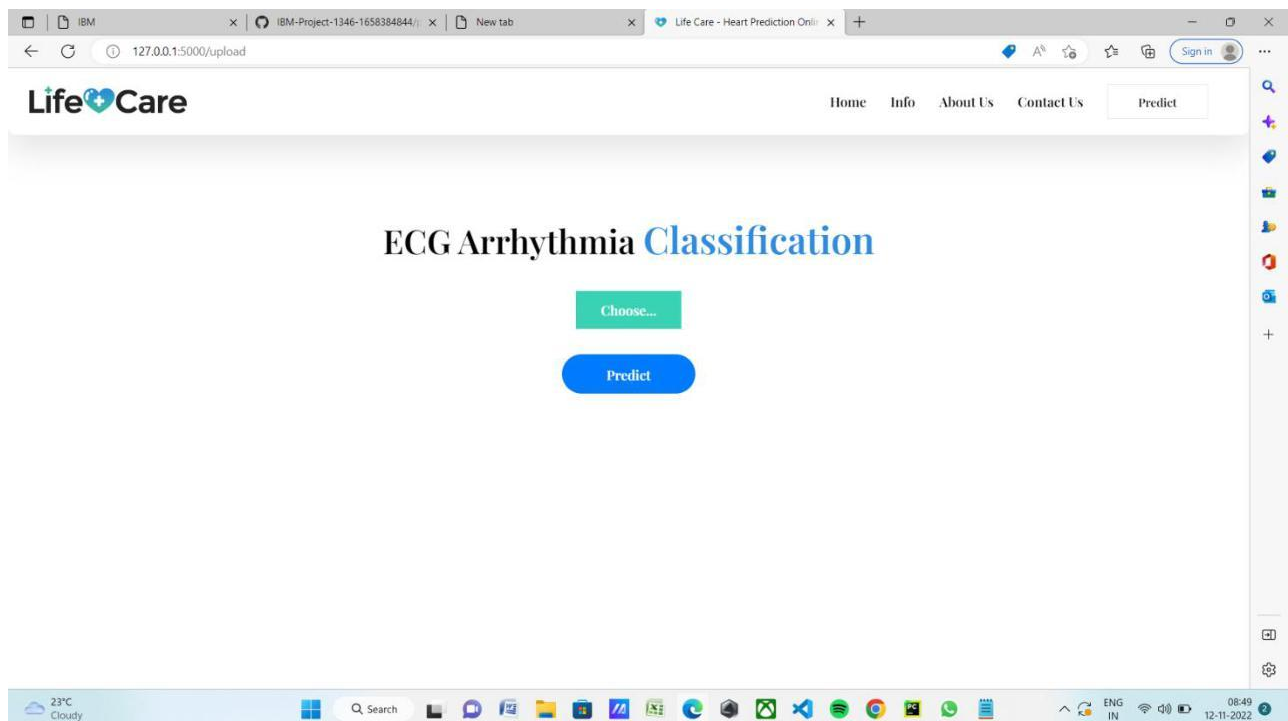 IBM
IBM-Project-1346-1658384844/
New tab
Life Care - Heart Prediction Onli
127.0.0.1:5000/upload
Sign in
Life Care
Home Info About Us Contact Us Predict
ECG Arrhythmia Classification
Choose...
Predict
23°C
Cloudy
Search
ENG
IN
08:49
12-11-2022
2